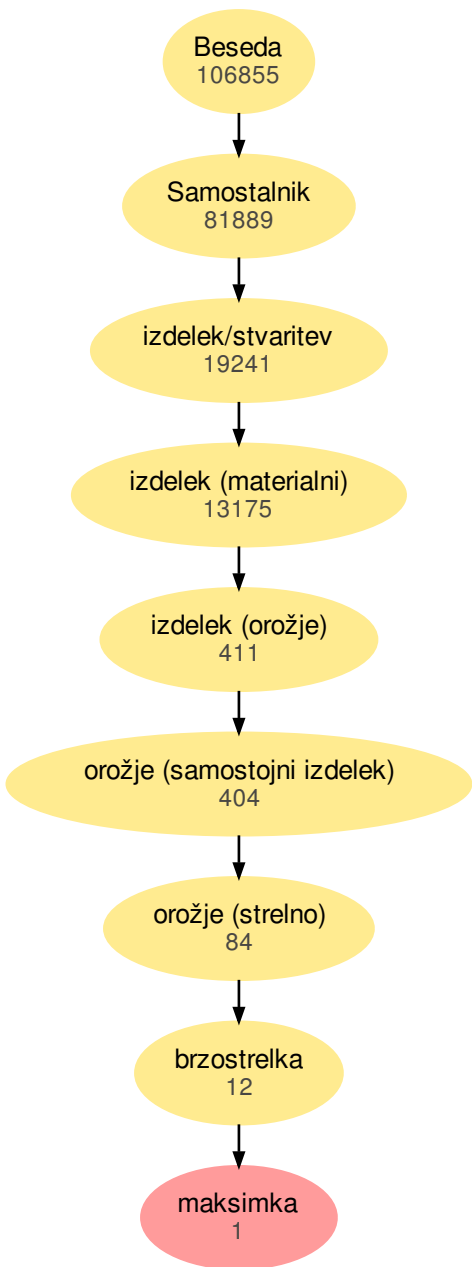 Beseda
106855
Samostalnik
81889
izdelek/stvaritev
19241
izdelek (materialni)
13175
izdelek (orožje)
411
orožje (samostojni izdelek)
404
orožje (strelno)
84
brzostrelka
12
maksimka
1